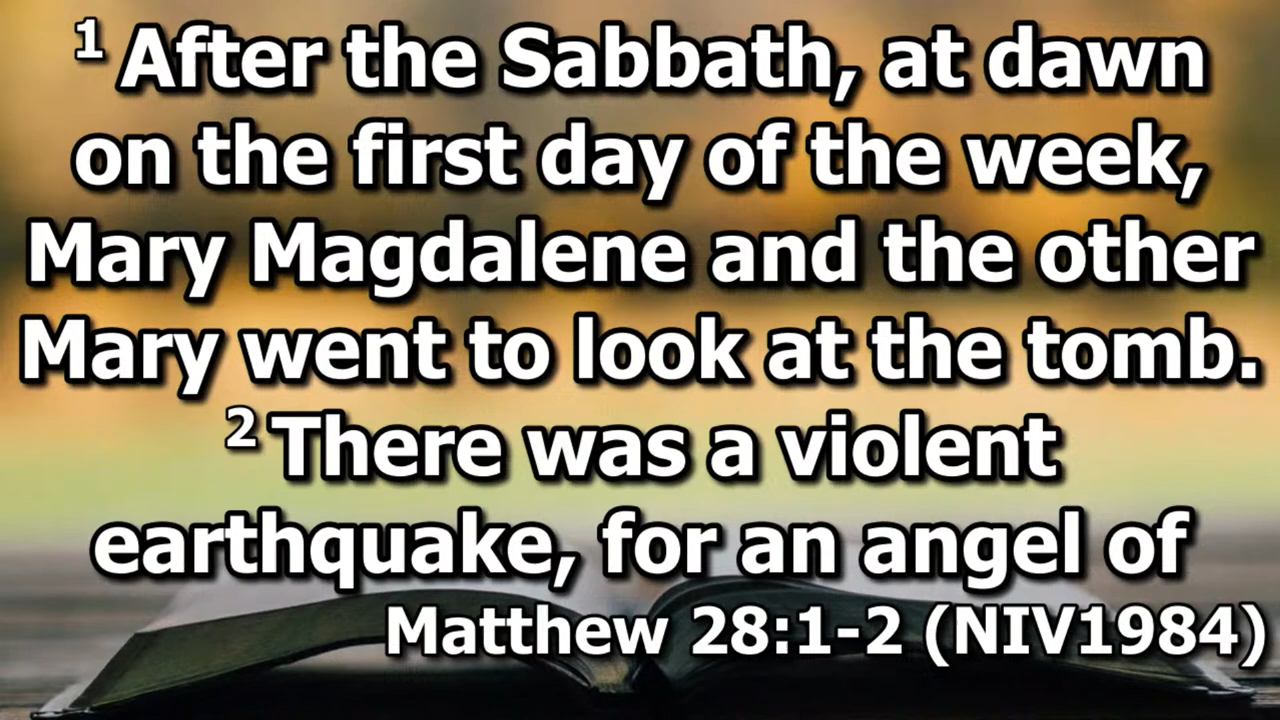 1 After the Sabbath, at dawn
on the first day of the week,
Mary Magdalene and the other
Mary went to look at the tomb.
2 There was a violent
earthquake, for an angel of
Matthew 28:1-2 (NIV1984)